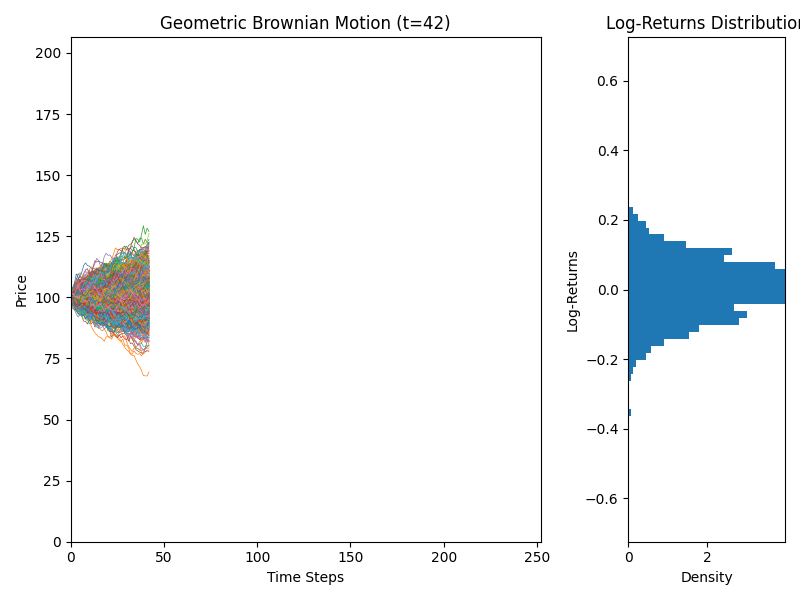 Geometric Brownian Motion (t=42)
Log-Returns Distribution
200
175
150
125
100
75
50
25
0
Price
0 50 100 150 200 250
Time Steps
0.6
0.4
0.2
0.0
−0.2
−0.4
−0.6
Log-Returns
0 2
Density